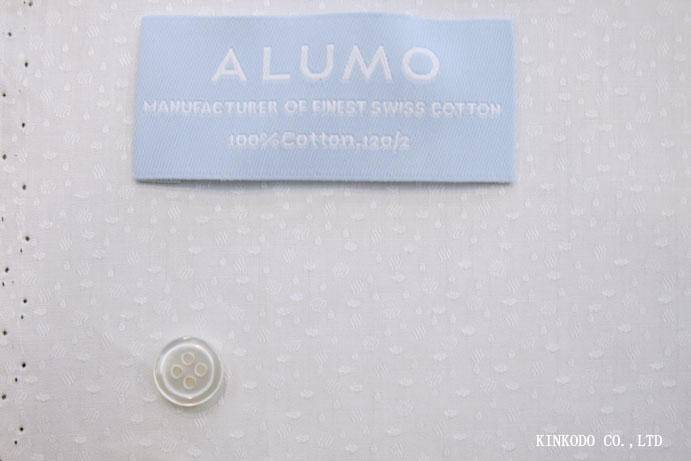 ALUMO
MANUFACTURER OF FINEST SWISS COTTON
100%Cotton.120/2
KINKODO CO.,LTD